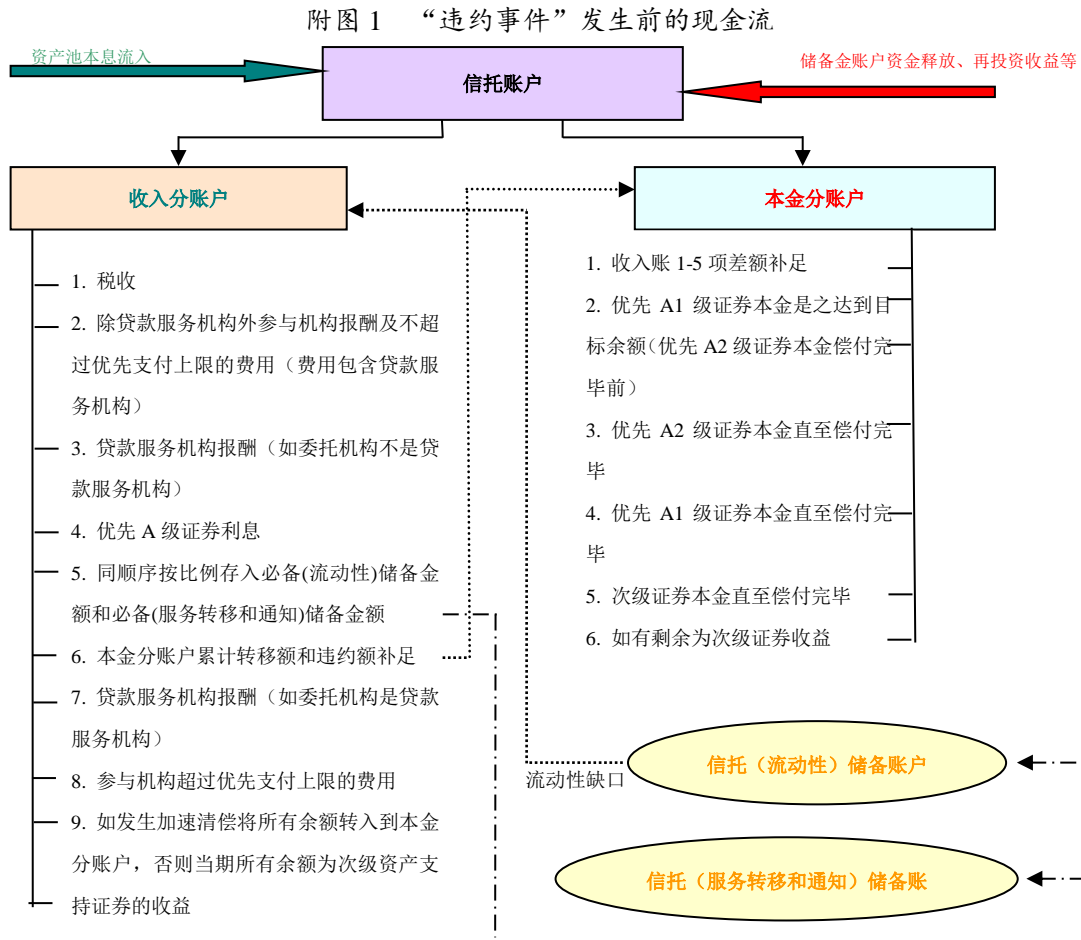 附图 1 “违约事件”发生前的现金流
资产池本息流入
储备金账户资金释放、再投资收益等
信托账户
收入分账户
本金分账户
1. 税收
2. 除贷款服务机构外参与机构报酬及不超
过优先支付上限的费用（费用包含贷款服
务机构）
3. 贷款服务机构报酬（如委托机构不是贷
款服务机构）
4. 优先 A 级证券利息
5. 同顺序按比例存入必备(流动性)储备金
额和必备(服务转移和通知)储备金额
6. 本金分账户累计转移额和违约额补足
7. 贷款服务机构报酬（如委托机构是贷款
服务机构）
8. 参与机构超过优先支付上限的费用
9. 如发生加速清偿将所有余额转入到本金
分账户，否则当期所有余额为次级资产支
持证券的收益
1. 收入账 1-5 项差额补足
2. 优先 A1 级证券本金是之达到目
标余额（优先 A2 级证券本金偿付完
毕前）
3. 优先 A2 级证券本金直至偿付完
毕
4. 优先 A1 级证券本金直至偿付完
毕
5. 次级证券本金直至偿付完毕
6. 如有剩余为次级证券收益
流动性缺口
信托（流动性）储备账户
信托（服务转移和通知）储备账